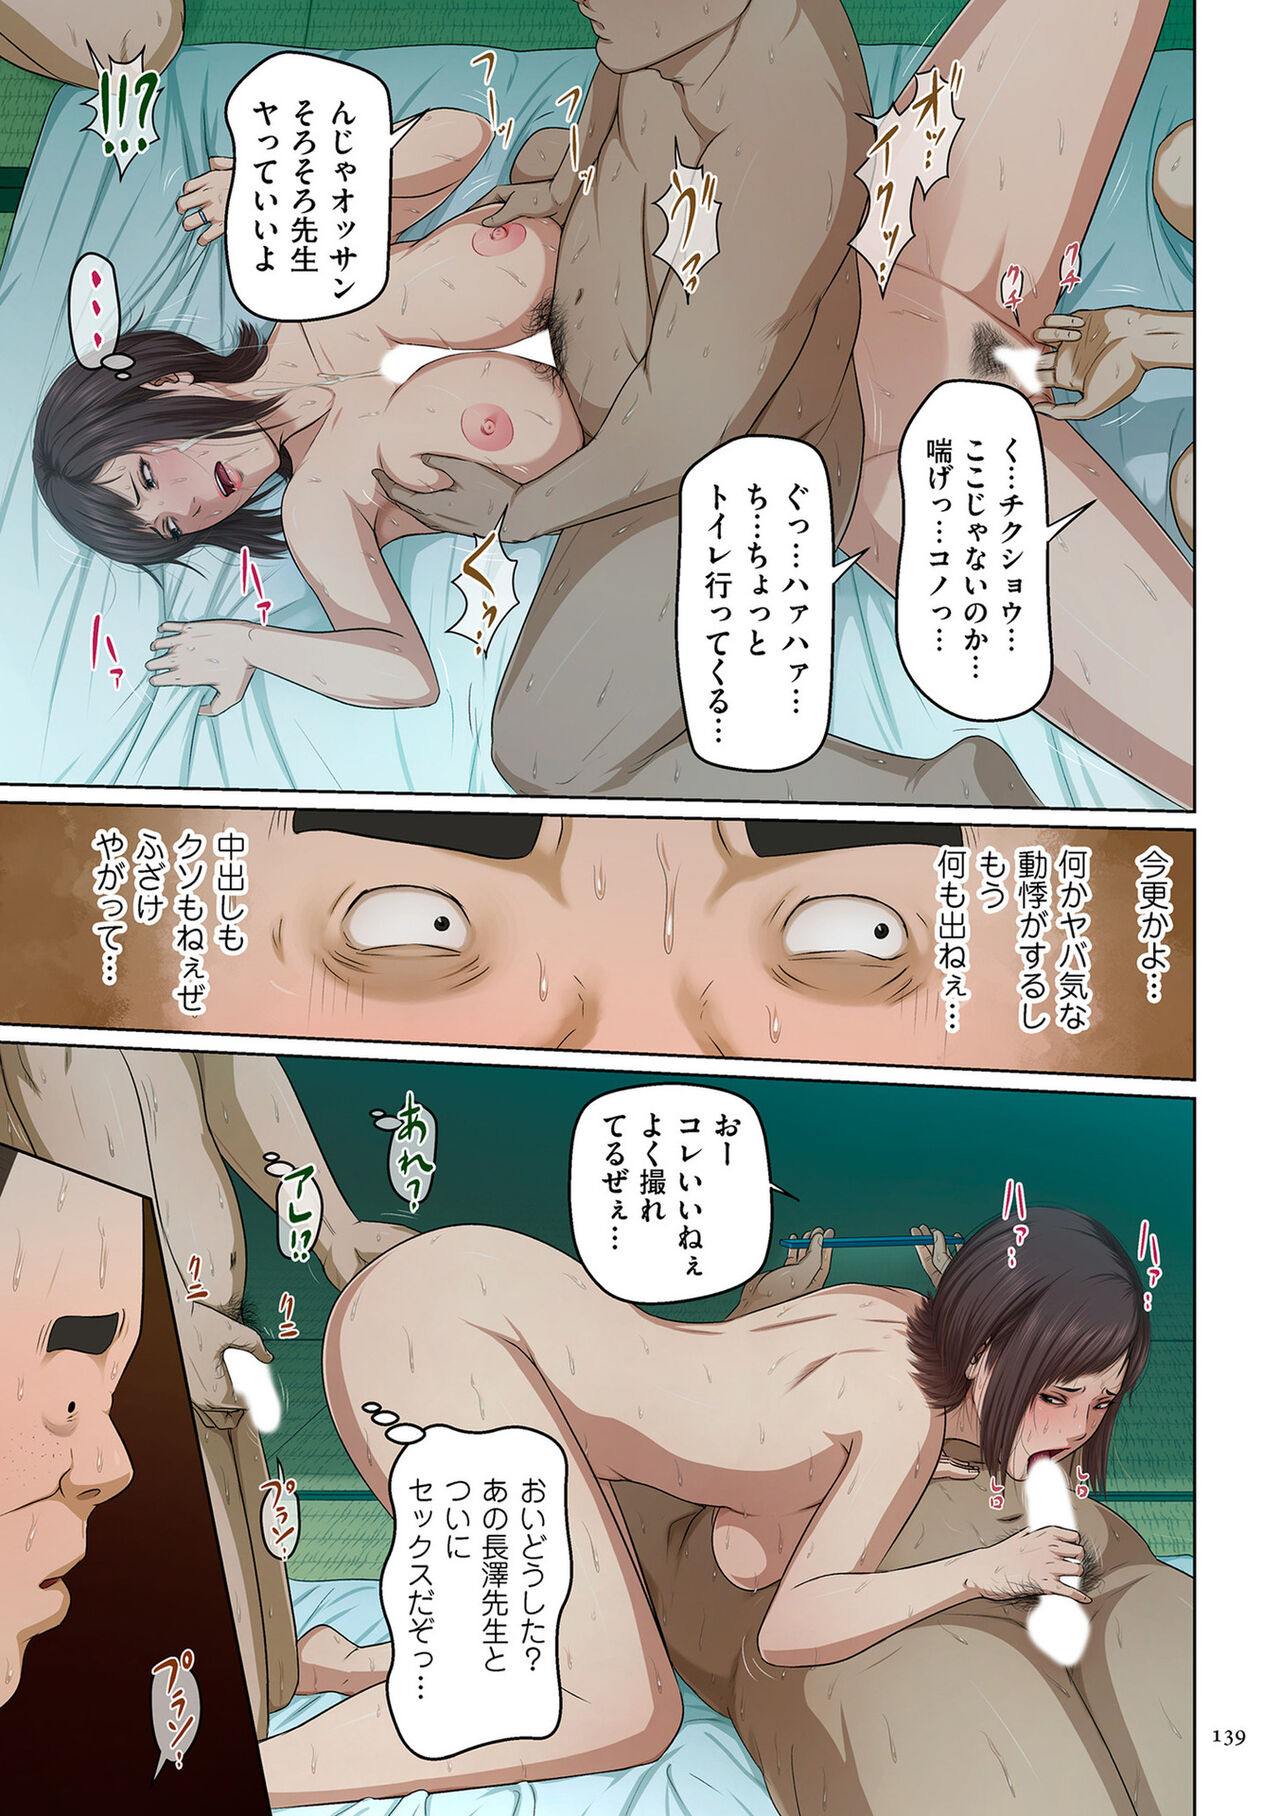 オッ…
イクッ…
クチ
クチ
く…チクショウ…
ここじゃないのか…
喘げっ…コノっ…
うっ…
ぐっ…ハァハァ…
ち…ちょっと
トイレ行ってくる…
んじゃオッサン
そろそろ先生
ヤっていいよ
!!?
…
くうっ…
ハァ
ハァ
今更かよ…
何かヤバ気な
動悸がするし
もう
何も出ねぇ…
中出しも
クソもねぇぜ
ふざけ
やがって…
おー
コレいいねぇ
よく撮れ
てるぜぇ…
ハァ…
ハァ…
レロ
レロ
あれ?
アレ!?
クニ
クニ
おいどうした?
あの長澤先生と
ついに
セックスだぞっ…
プラン…
プラン…
139